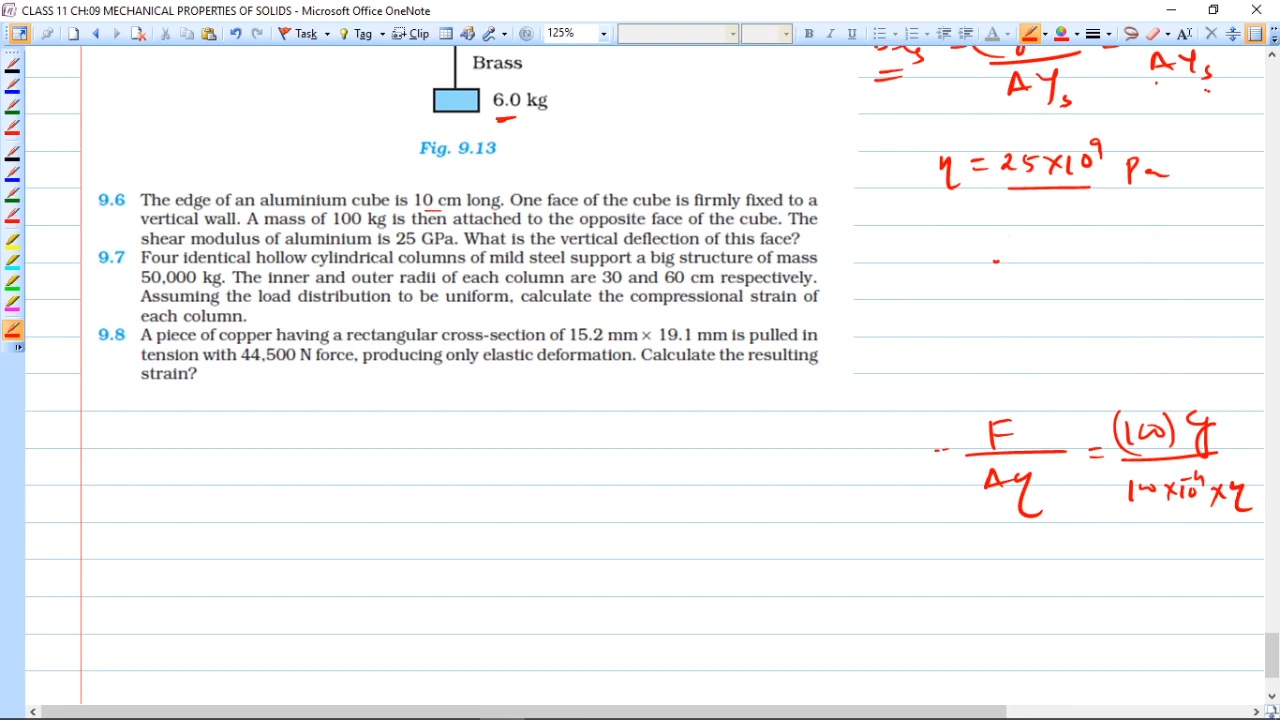 CLASS 11 CH:09 MECHANICAL PROPERTIES OF SOLIDS - Microsoft Office OneNote
Task Tag Clip 125% B I U A
Brass
6.0 kg
Fig. 9.13
A Y_s
A Y_s
η = 25×10⁹ Pa
9.6 The edge of an aluminium cube is 10 cm long. One face of the cube is firmly fixed to a
vertical wall. A mass of 100 kg is then attached to the opposite face of the cube. The
shear modulus of aluminium is 25 GPa. What is the vertical deflection of this face?
9.7 Four identical hollow cylindrical columns of mild steel support a big structure of mass
50,000 kg. The inner and outer radii of each column are 30 and 60 cm respectively.
Assuming the load distribution to be uniform, calculate the compressional strain of
each column.
9.8 A piece of copper having a rectangular cross-section of 15.2 mm × 19.1 mm is pulled in
tension with 44,500 N force, producing only elastic deformation. Calculate the resulting
strain?
F = (100) g
Aη 100×10⁻⁴×η